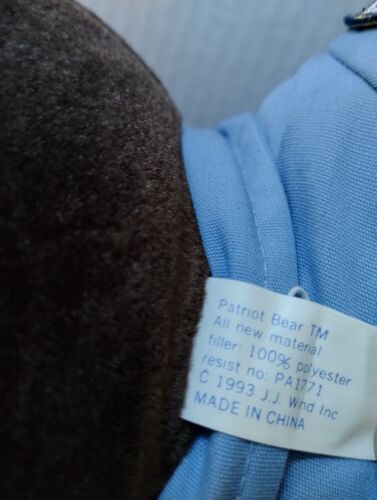 Patriot Bear TM
All new material
filler: 100% polyester
resist no: PA1771
C 1993 J.J. Wind Inc.
MADE IN CHINA